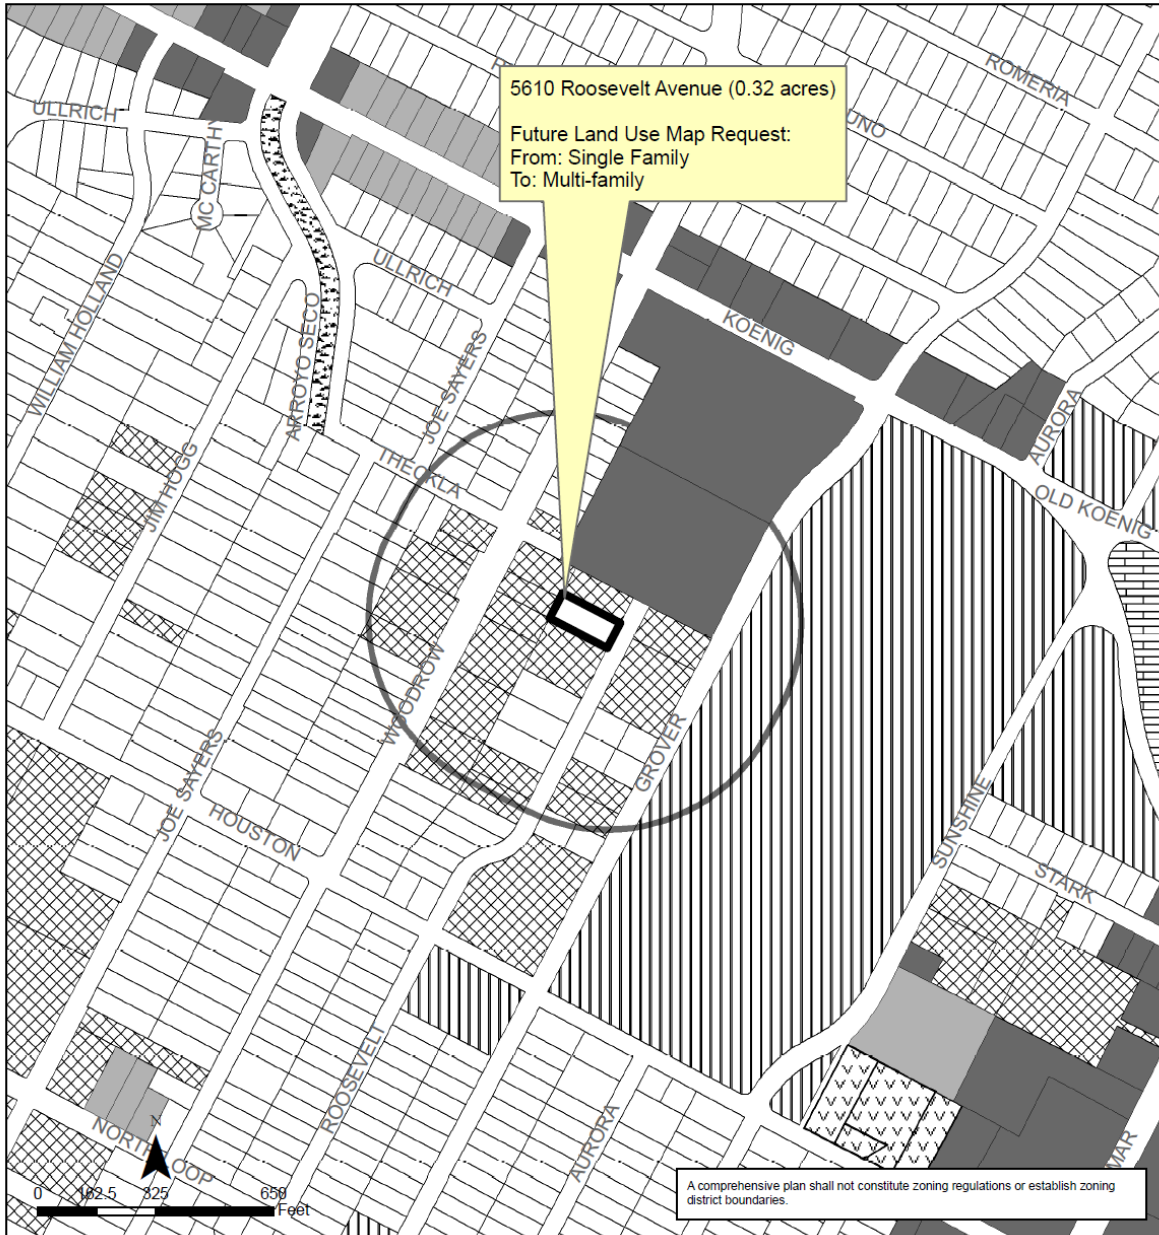 ROMERIA
5610 Roosevelt Avenue (0.32 acres)
Future Land Use Map Request:
From: Single Family
To: Multi-family
UNO
ULLRICH
MC CARTHY
ULLRICH
WILLIAM HOLLAND
ARROYO SECO
JOE SAYERS
KOENIG
AURORA
JIM HOGG
THECKLA
OLD KOENIG
WOODROW
GROVER
JOE SAYERS
HOUSTON
SUNSHINE
STARK
ROOSEVELT
AURORA
NORTH LOOP
MAR
N
0 162.5 325 650
Feet
A comprehensive plan shall not constitute zoning regulations or establish zoning
district boundaries.